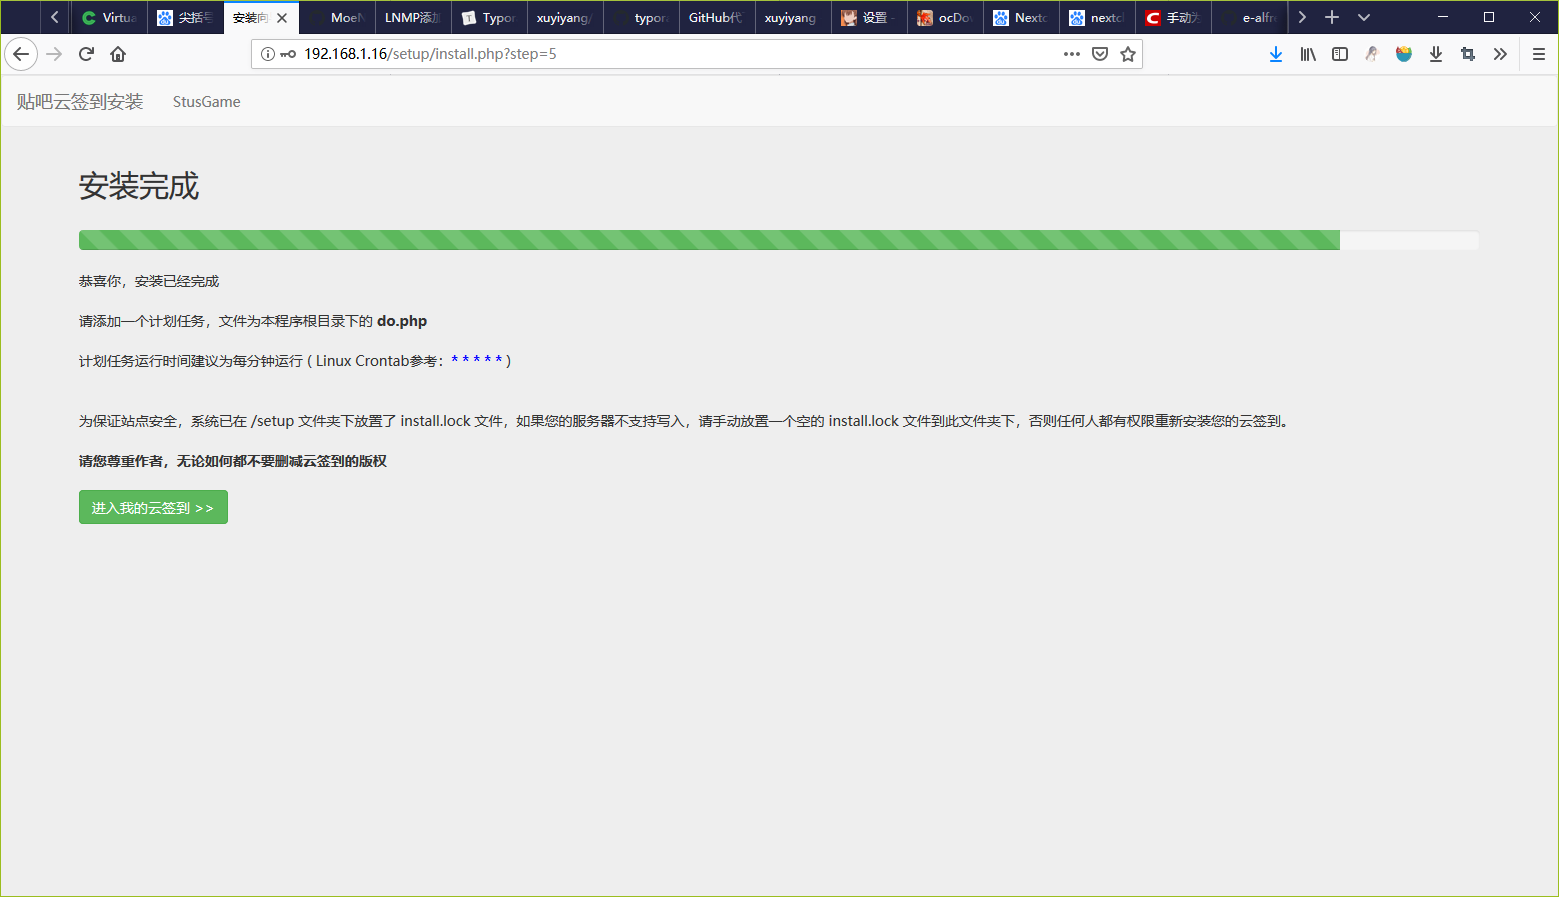 Virtua
尖括号
安装向
MoeN
LNMP添加
Typor
xuyiyang/
typora
GitHub代
xuyiyang
设置 -
ocDow
Nextc
nextcl
手动为
e-alfre
192.168.1.16/setup/install.php?step=5
贴吧云签到安装 StusGame
安装完成
恭喜你，安装已经完成
请添加一个计划任务，文件为本程序根目录下的 do.php
计划任务运行时间建议为每分钟运行 ( Linux Crontab参考：* * * * * )
为保证站点安全，系统已在 /setup 文件夹下放置了 install.lock 文件，如果您的服务器不支持写入，请手动放置一个空的 install.lock 文件到此文件夹下，否则任何人都有权限重新安装您的云签到。
请您尊重作者，无论如何都不要删减云签到的版权
进入我的云签到 >>